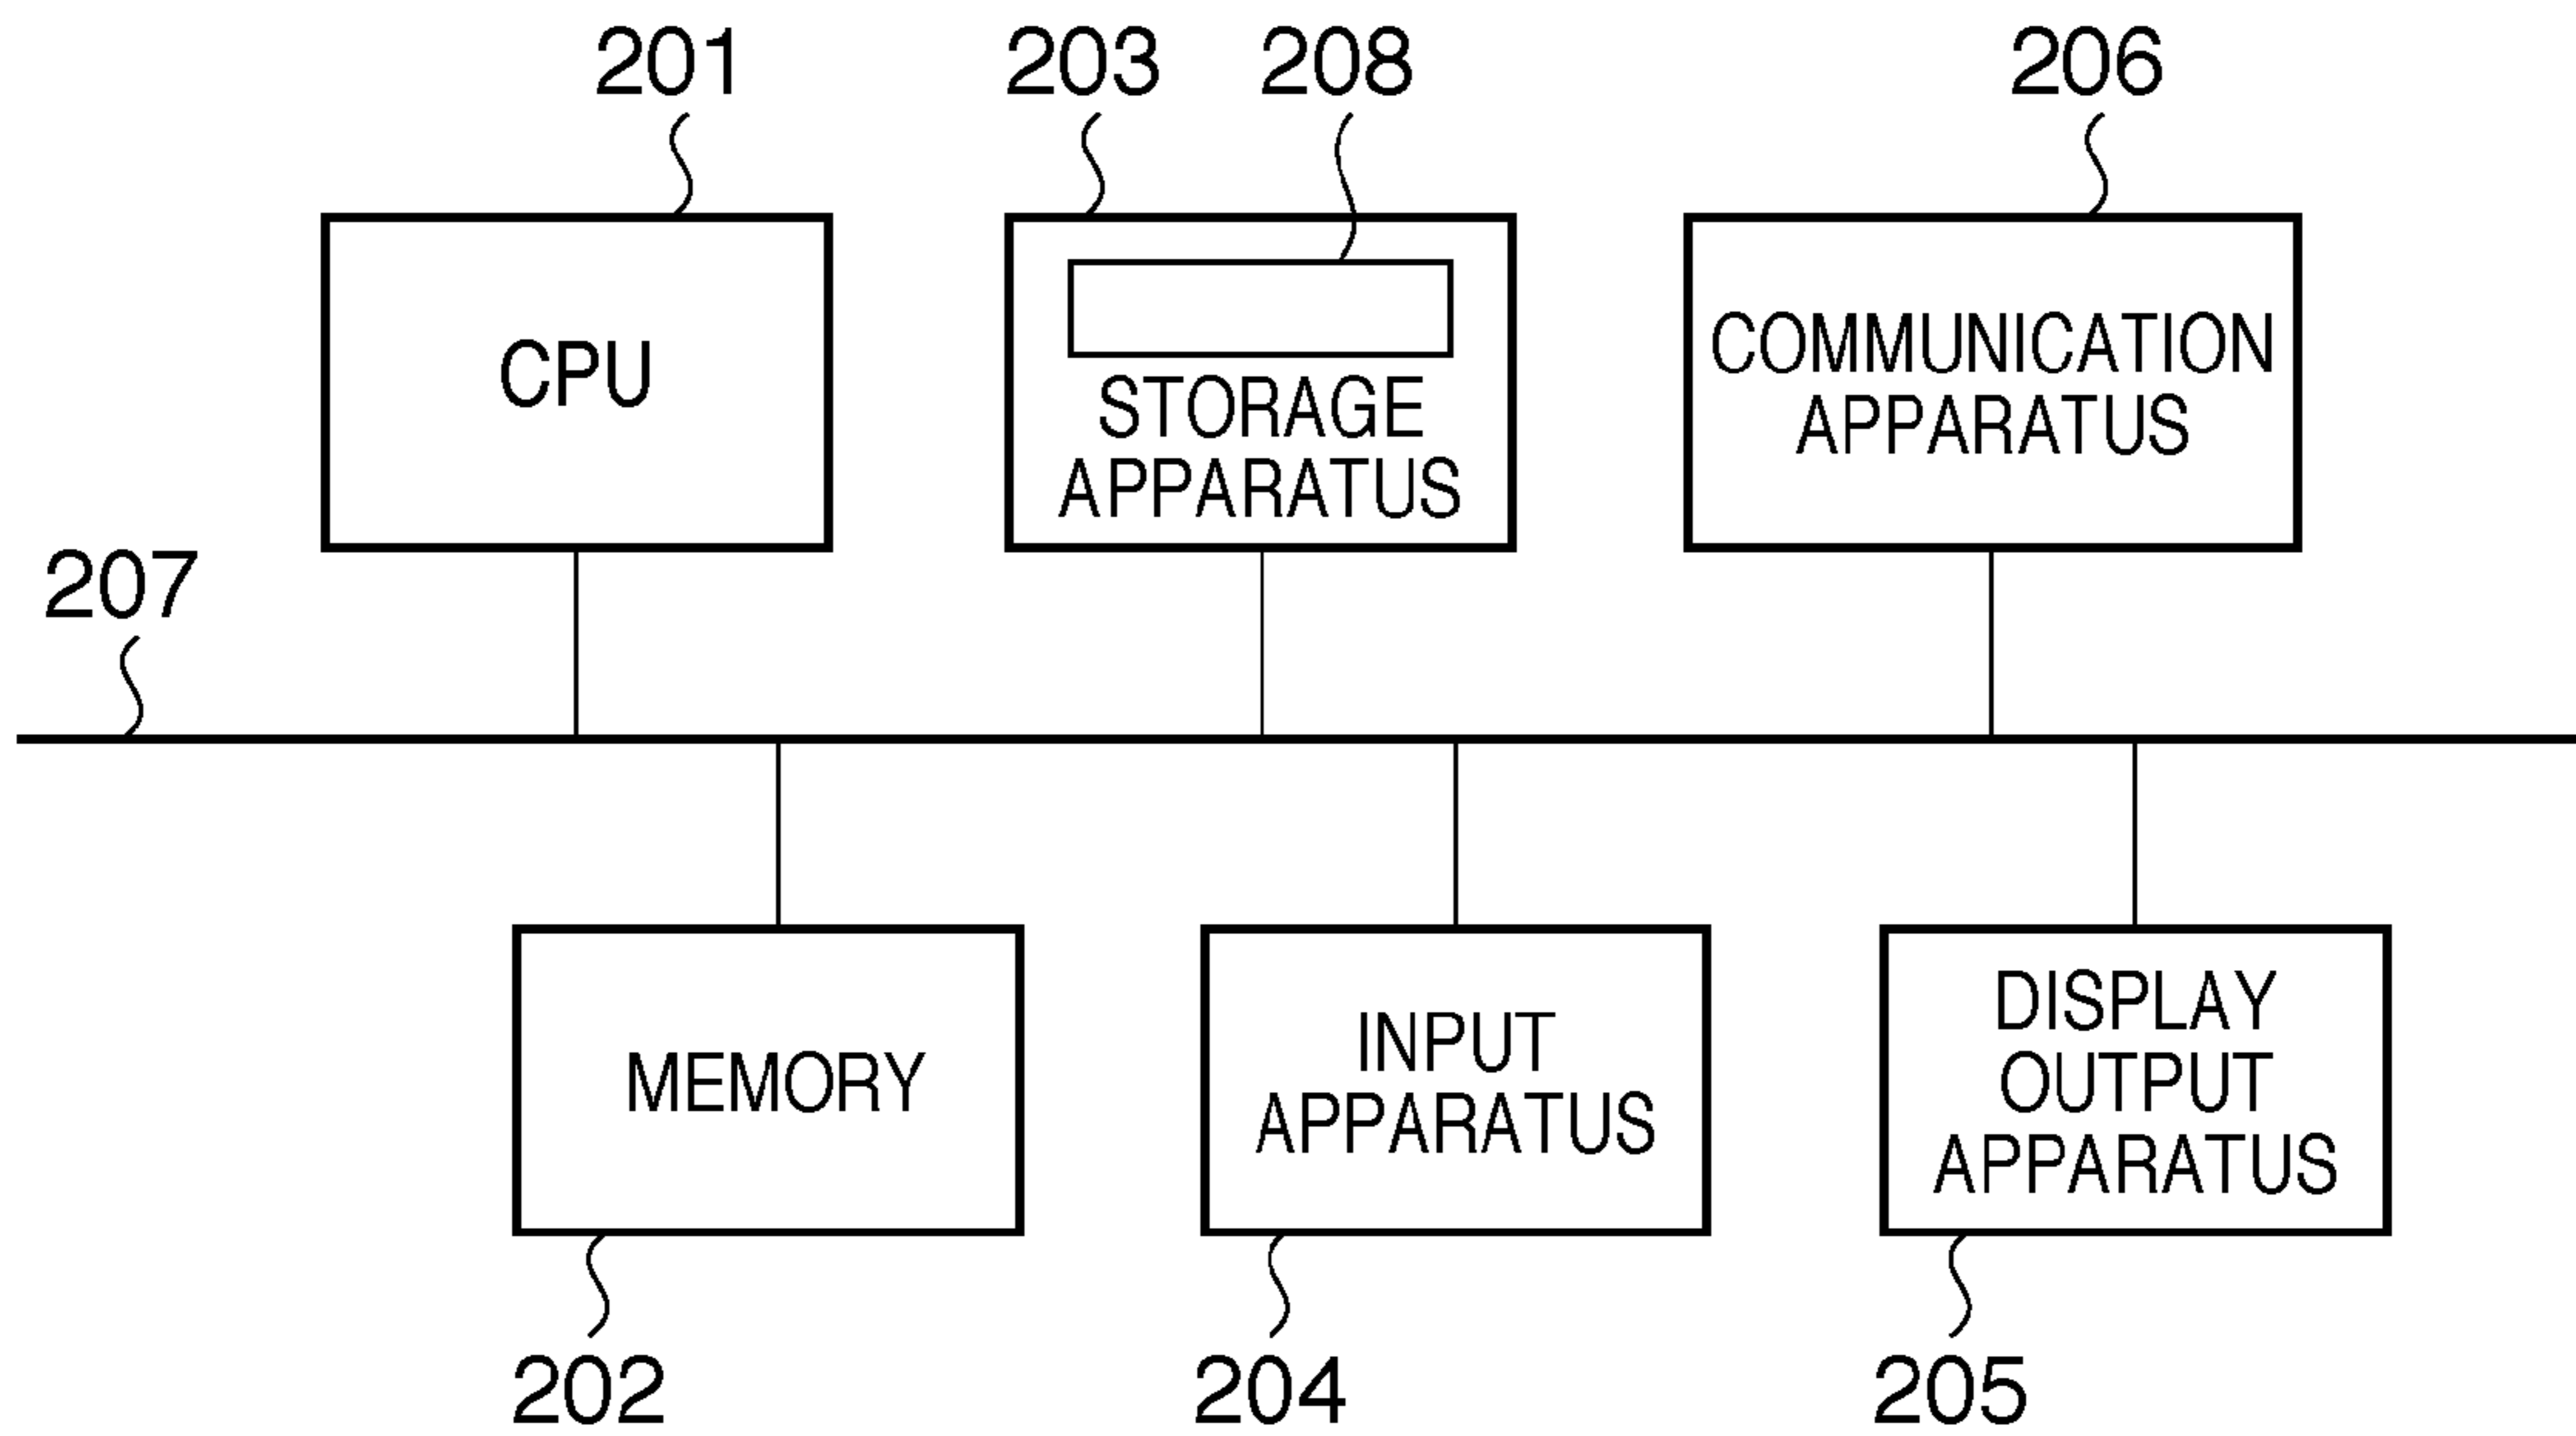 201
203
208
206
CPU
STORAGE
APPARATUS
COMMUNICATION
APPARATUS
207
MEMORY
INPUT
APPARATUS
DISPLAY
OUTPUT
APPARATUS
202
204
205